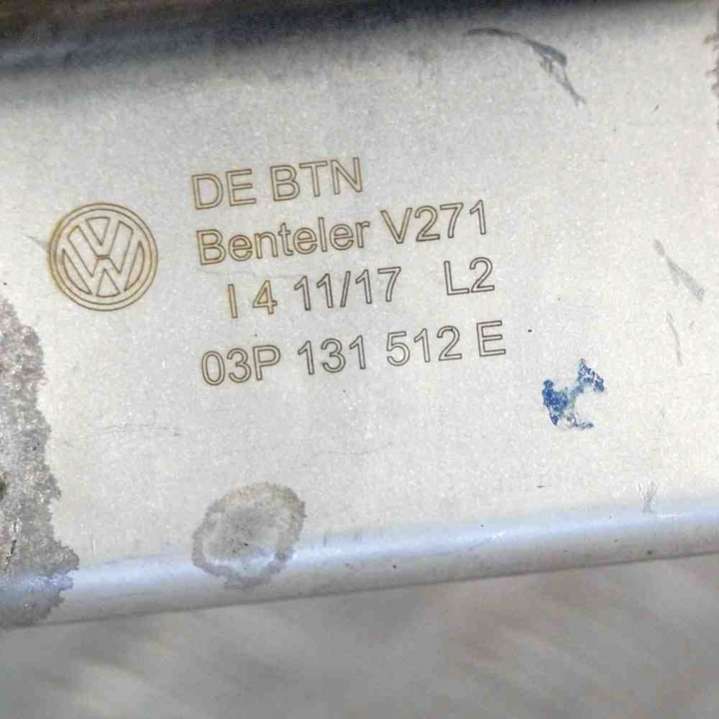 DE BTN
Benteler V271
I 4 11/17 L2
03P 131 512 E